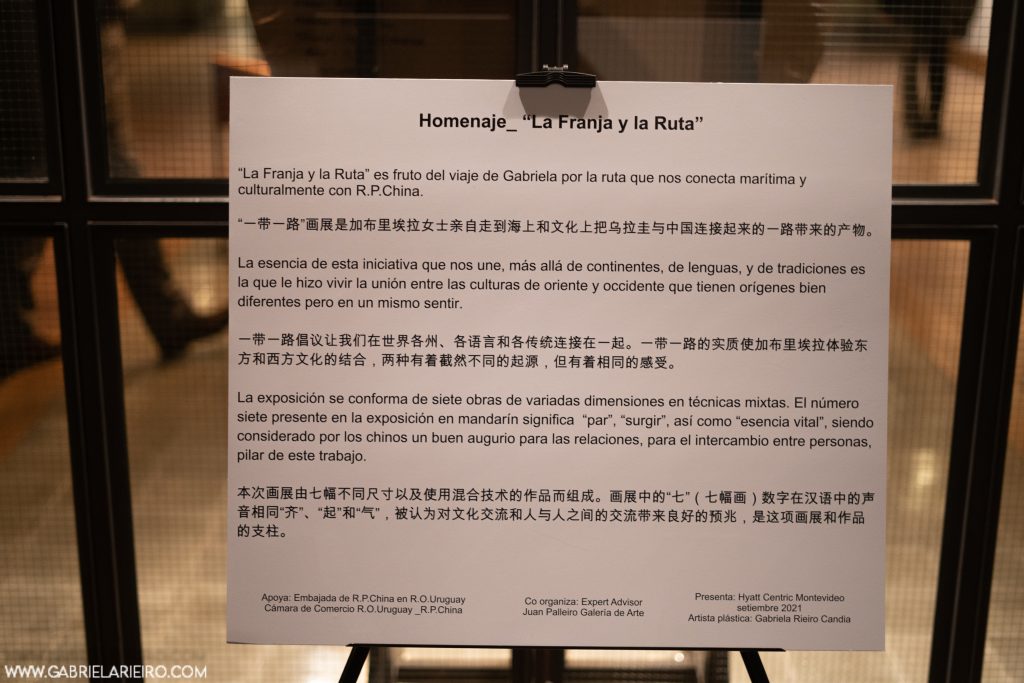 Homenaje_ “La Franja y la Ruta”
“La Franja y la Ruta” es fruto del viaje de Gabriela por la ruta que nos conecta marítima y
culturalmente con R.P.China.
“一带一路”画展是加布里埃拉女士亲自走到海上和文化上把乌拉圭与中国连接起来的一路带来的产物。
La esencia de esta iniciativa que nos une, más allá de continentes, de lenguas, y de tradiciones es
la que le hizo vivir la unión entre las culturas de oriente y occidente que tienen orígenes bien
diferentes pero en un mismo sentir.
一带一路倡议让我们在世界各州、各语言和各传统连接在一起。一带一路的实质使加布里埃拉体验东
方和西方文化的结合，两种有着截然不同的起源，但有着相同的感受。
La exposición se conforma de siete obras de variadas dimensiones en técnicas mixtas. El número
siete presente en la exposición en mandarín significa “par”, “surgir”, así como “esencia vital”, siendo
considerado por los chinos un buen augurio para las relaciones, para el intercambio entre personas,
pilar de este trabajo.
本次画展由七幅不同尺寸以及使用混合技术的作品而组成。画展中的“七”（七幅画）数字在汉语中的声
音相同“齐”、“起”和“气”，被认为对文化交流和人与人之间的交流带来良好的预兆，是这项画展和作品
的支柱。
Apoya: Embajada de R.P.China en R.O.Uruguay
Cámara de Comercio R.O.Uruguay _R.P.China
Co organiza: Expert Advisor
Juan Palleiro Galería de Arte
Presenta: Hyatt Centric Montevideo
setiembre 2021
Artista plástica: Gabriela Rieiro Candia
WWW.GABRIELARIEIRO.COM